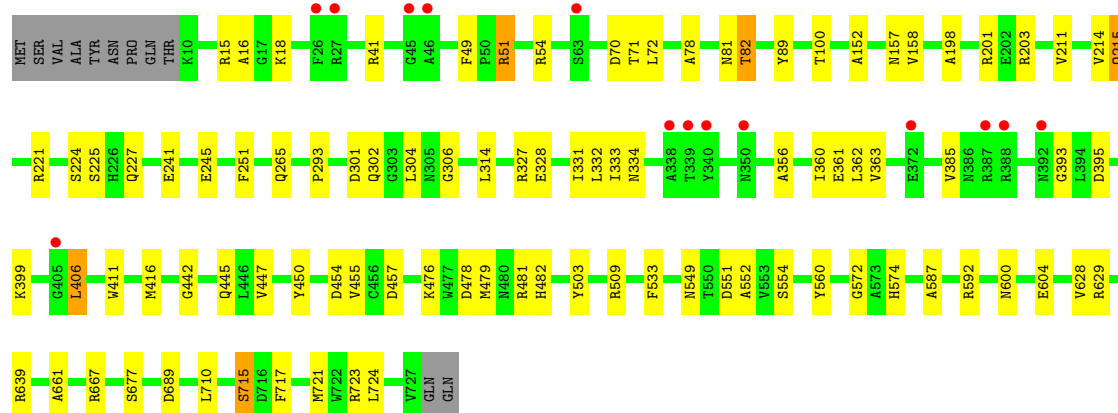 MET SER VAL ALA TYR ASN PRO GLN THR K10 R15 A16 G17 K18 F26 R27 R41 G45 A46 F49 P50 R51 R54 S63 D70 T71 L72 A78 N81 T82 Y89 T100 A152 N157 V158 A198 R201 E202 R203 V211 V214
R221 S224 S225 H226 Q227 E241 E245 F251 Q265 P293 D301 Q302 G303 L304 N305 G306 L314 R327 E328 I331 L332 I333 N334 A338 T339 Y340 N350 A356 I360 E361 L362 V363 E372 V385 N386 R387 R388 N392 G393 L394 D395
K399 G405 L406 W411 M416 G442 Q445 L446 V447 Y450 D454 V455 C456 D457 K476 W477 D478 M479 N480 R481 H482 Y503 R509 F533 N549 T550 D551 A552 V553 S554 Y560 G572 A573 H574 A587 R592 N600 E604 V628 R629
R639 A661 R667 S677 D689 L710 S715 D716 F717 M721 W722 R723 L724 V727 GLN GLN